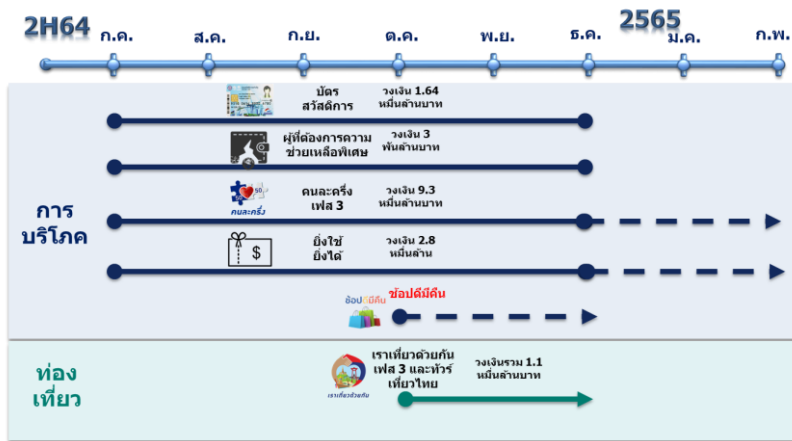 2H64
2565
ก.ค.
ส.ค.
ก.ย.
ต.ค.
พ.ย.
ธ.ค.
ม.ค.
ก.พ.
การ
บริโภค
บัตร
สวัสดิการ
วงเงิน 1.64
หมื่นล้านบาท
ผู้ที่ต้องการความ
ช่วยเหลือพิเศษ
วงเงิน 3
พันล้านบาท
คนละครึ่ง
คนละครึ่ง
เฟส 3
วงเงิน 9.3
หมื่นล้านบาท
$
ยิ่งใช้
ยิ่งได้
วงเงิน 2.8
หมื่นล้าน
ช้อปดีมีคืน
ช้อปดีมีคืน
ท่อง
เที่ยว
เราเที่ยวด้วยกัน
เราเที่ยวด้วยกัน
เฟส 3 และทัวร์
เที่ยวไทย
วงเงินรวม 1.1
หมื่นล้านบาท